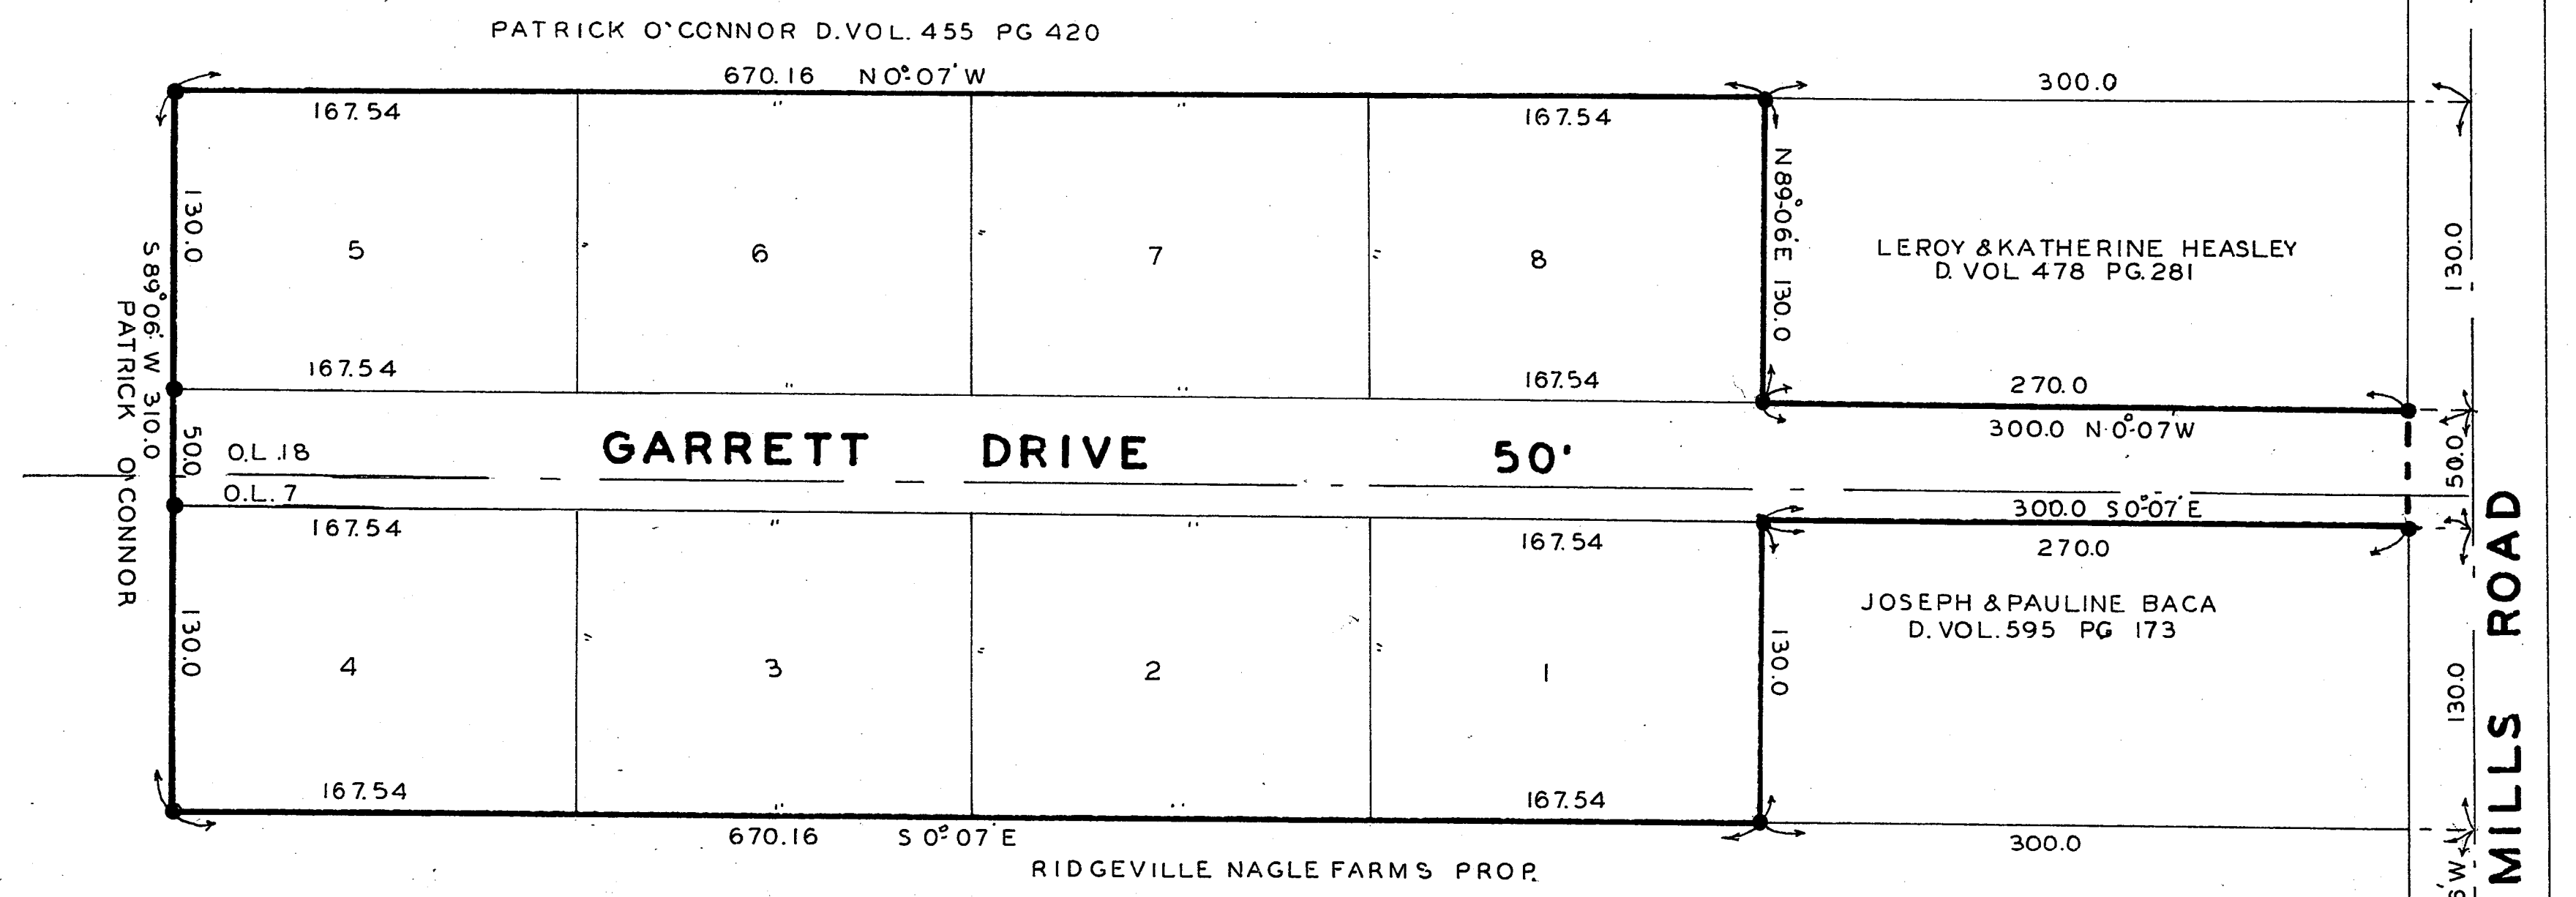 PATRICK O'CONNOR D.VOL. 455 PG 420
670.16 N 0°-07' W
300.0
167.54 " " 167.54
130.0
N 89°-06' E 130.0
130.0
5 " 6 " 7 " 8
LEROY & KATHERINE HEASLEY
D. VOL 478 PG. 281
S 89°06' W 310.0
PATRICK O'CONNOR
167.54 " " 167.54
270.0
300.0 N 0°-07 W
50.0
O.L. 18
GARRETT DRIVE 50'
50.0
O.L. 7
300.0 S 0°-07' E
167.54 " " 167.54
270.0
JOSEPH & PAULINE BACA
D. VOL. 595 PG 173
130.0
4 " 3 " 2 " 1
130.0
130.0
MILLS ROAD
167.54 " " 167.54
670.16 S 0°-07' E
300.0
RIDGEVILLE NAGLE FARMS PROP.